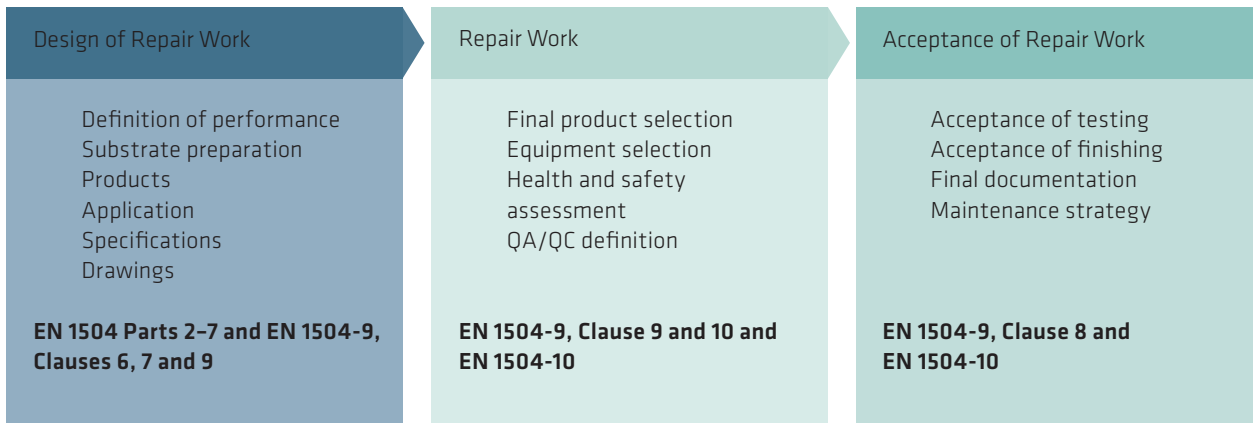 Design of Repair Work
Definition of performance
Substrate preparation
Products
Application
Specifications
Drawings
EN 1504 Parts 2–7 and EN 1504-9,
Clauses 6, 7 and 9
Repair Work
Final product selection
Equipment selection
Health and safety
assessment
QA/QC definition
EN 1504-9, Clause 9 and 10 and
EN 1504-10
Acceptance of Repair Work
Acceptance of testing
Acceptance of finishing
Final documentation
Maintenance strategy
EN 1504-9, Clause 8 and
EN 1504-10